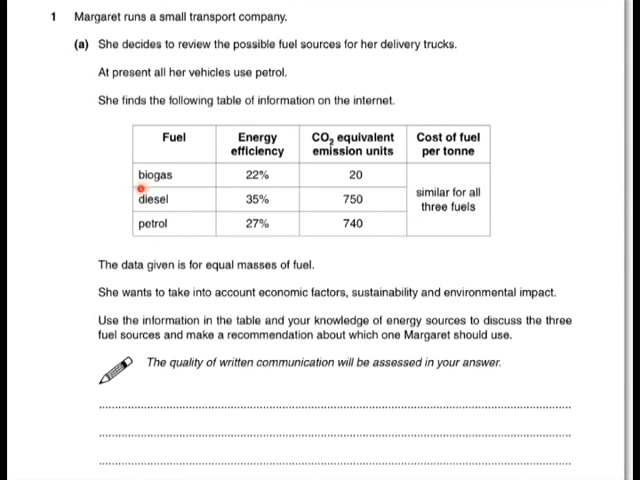 1 Margaret runs a small transport company.
(a) She decides to review the possible fuel sources for her delivery trucks.
At present all her vehicles use petrol.
She finds the following table of information on the internet.
Fuel Energy efficiency CO₂ equivalent emission units Cost of fuel per tonne
biogas 22% 20 similar for all three fuels
diesel 35% 750
petrol 27% 740
The data given is for equal masses of fuel.
She wants to take into account economic factors, sustainability and environmental impact.
Use the information in the table and your knowledge of energy sources to discuss the three
fuel sources and make a recommendation about which one Margaret should use.
The quality of written communication will be assessed in your answer.